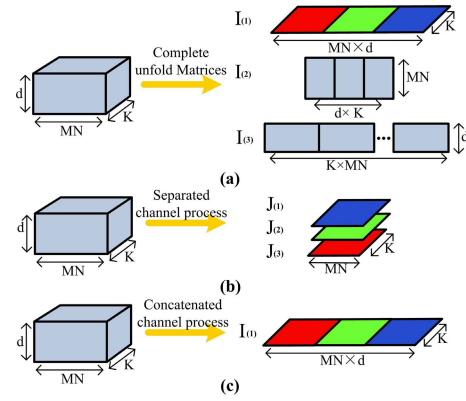 Complete
unfold Matrices
d
MN
K
I(1)
MN × d
K
I(2)
MN
d× K
I(3)
d
K×MN
(a)
Separated
channel process
d
MN
K
J(1)
J(2)
J(3)
MN
K
(b)
Concatenated
channel process
d
MN
K
I(1)
MN × d
K
(c)